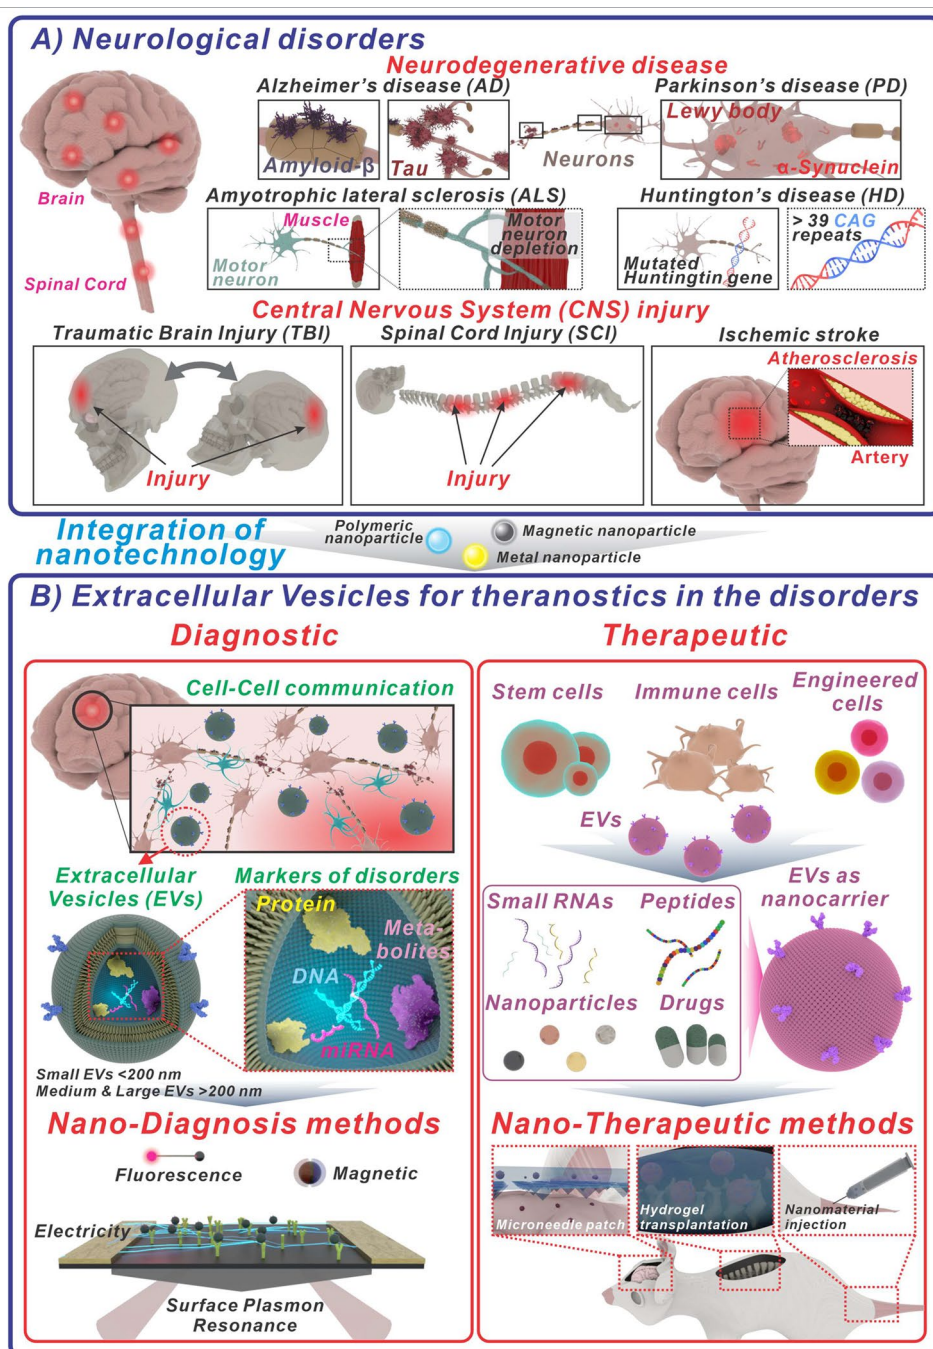 A) Neurological disorders
Neurodegenerative disease
Alzheimer's disease (AD)
Amyloid-β
Tau
Neurons
Parkinson's disease (PD)
Lewy body
α-Synuclein
Brain
Spinal Cord
Amyotrophic lateral sclerosis (ALS)
Muscle
Motor
neuron
Motor
neuron
depletion
Huntington's disease (HD)
Mutated
Huntingtin gene
> 39 CAG
repeats
Central Nervous System (CNS) injury
Traumatic Brain Injury (TBI)
Injury
Spinal Cord Injury (SCI)
Injury
Ischemic stroke
Atherosclerosis
Artery
Integration of
nanotechnology
Polymeric
nanoparticle
Magnetic nanoparticle
Metal nanoparticle
B) Extracellular Vesicles for theranostics in the disorders
Diagnostic
Cell-Cell communication
Extracellular
Vesicles (EVs)
Markers of disorders
Protein
Meta-
bolites
DNA
miRNA
Small EVs <200 nm
Medium & Large EVs >200 nm
Nano-Diagnosis methods
Fluorescence
Magnetic
Electricity
Surface Plasmon
Resonance
Therapeutic
Stem cells
Immune cells
Engineered
cells
EVs
Small RNAs
Peptides
Nanoparticles
Drugs
EVs as
nanocarrier
Nano-Therapeutic methods
Microneedle patch
Hydrogel
transplantation
Nanomaterial
injection